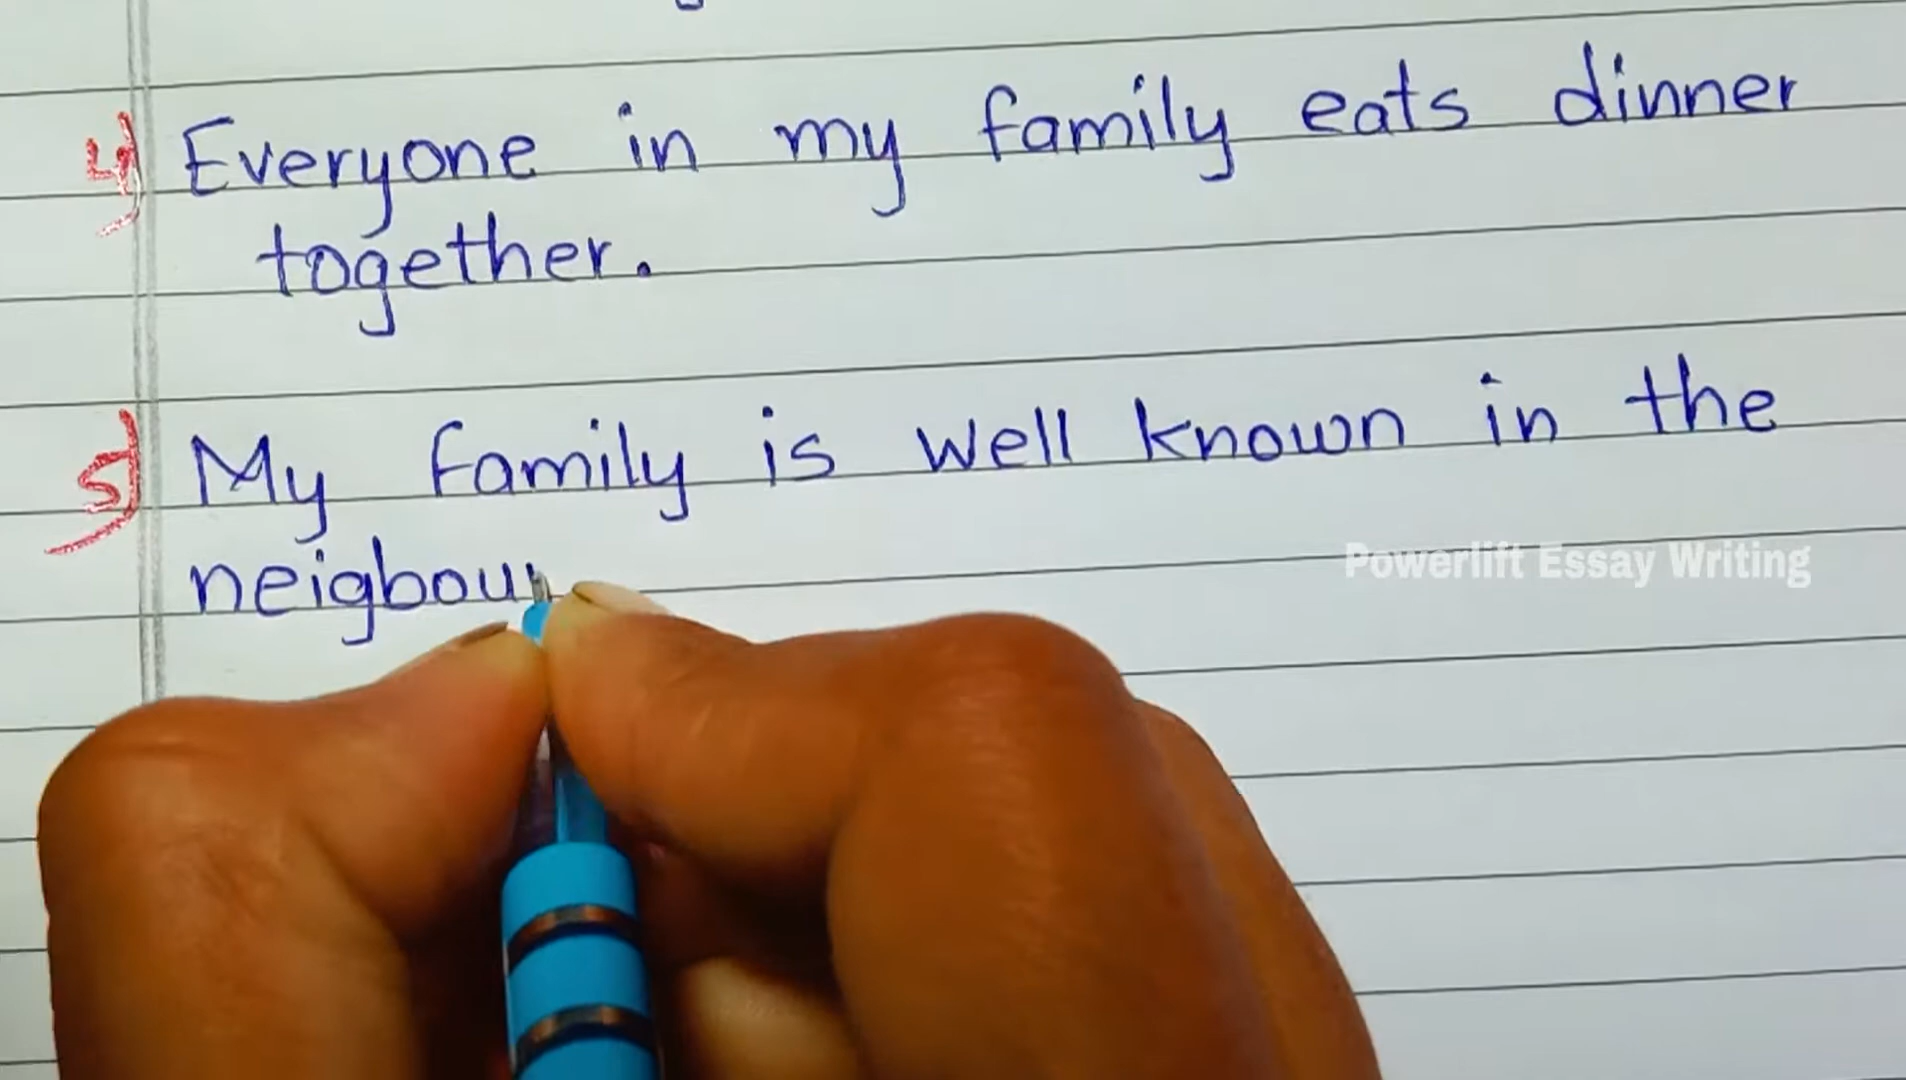 4) Everyone in my family eats dinner
together.
5) My family is well known in the
neigbou
Powerlift Essay Writing